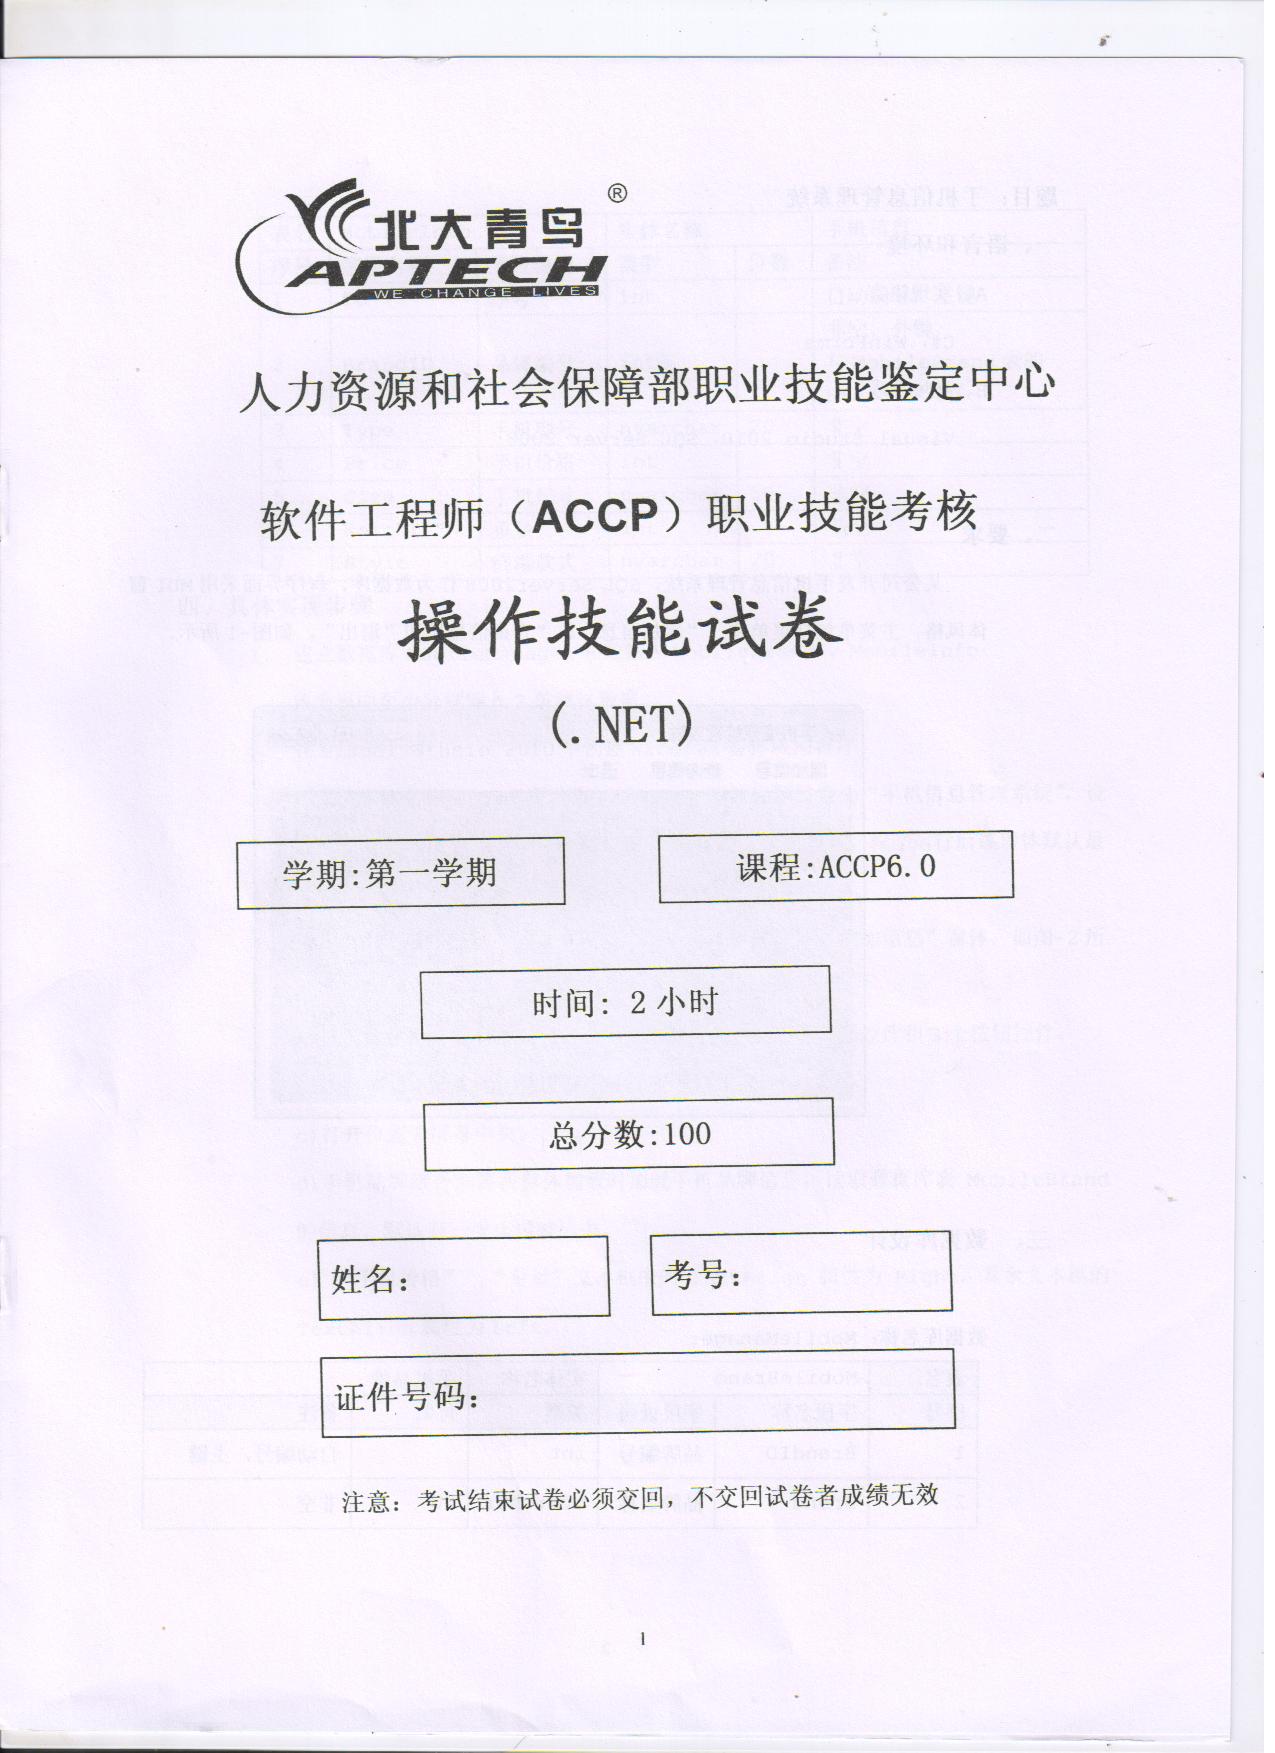 北大青鸟®
APTECH
WE CHANGE LIVES
人力资源和社会保障部职业技能鉴定中心
软件工程师（ACCP）职业技能考核
操作技能试卷
(.NET)
学期:第一学期
课程:ACCP6.0
时间: 2 小时
总分数:100
姓名:
考号:
证件号码:
注意：考试结束试卷必须交回，不交回试卷者成绩无效
1